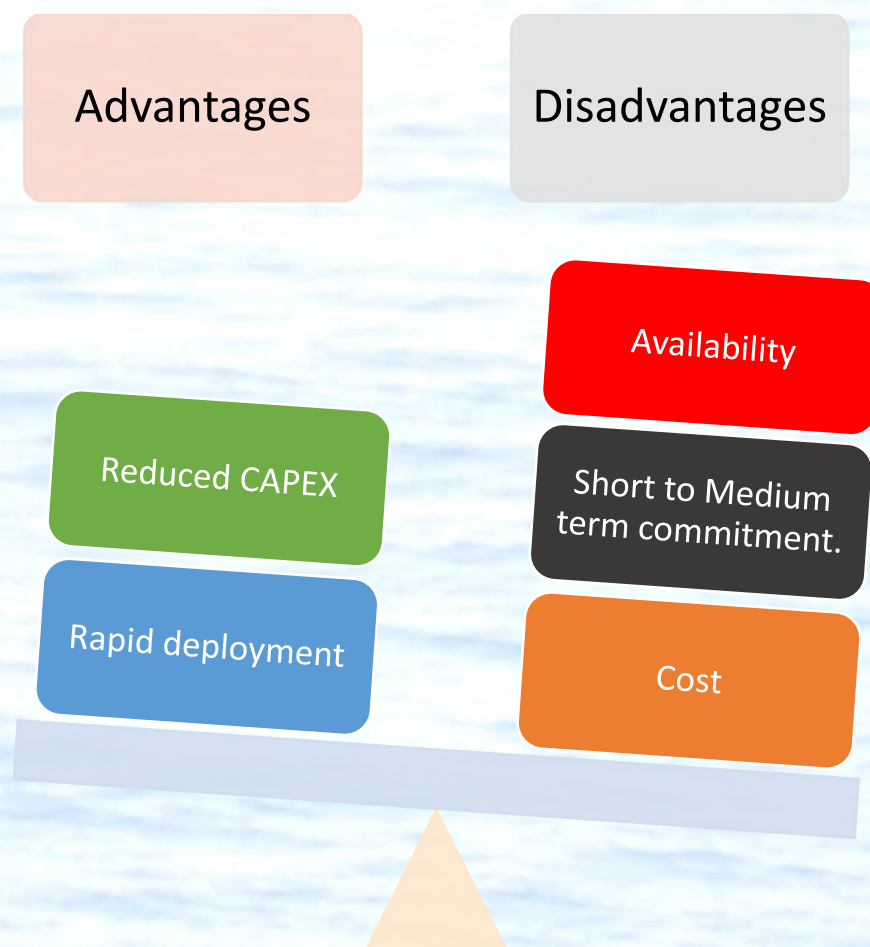 Advantages
Disadvantages
Reduced CAPEX
Rapid deployment
Availability
Short to Medium
term commitment.
Cost